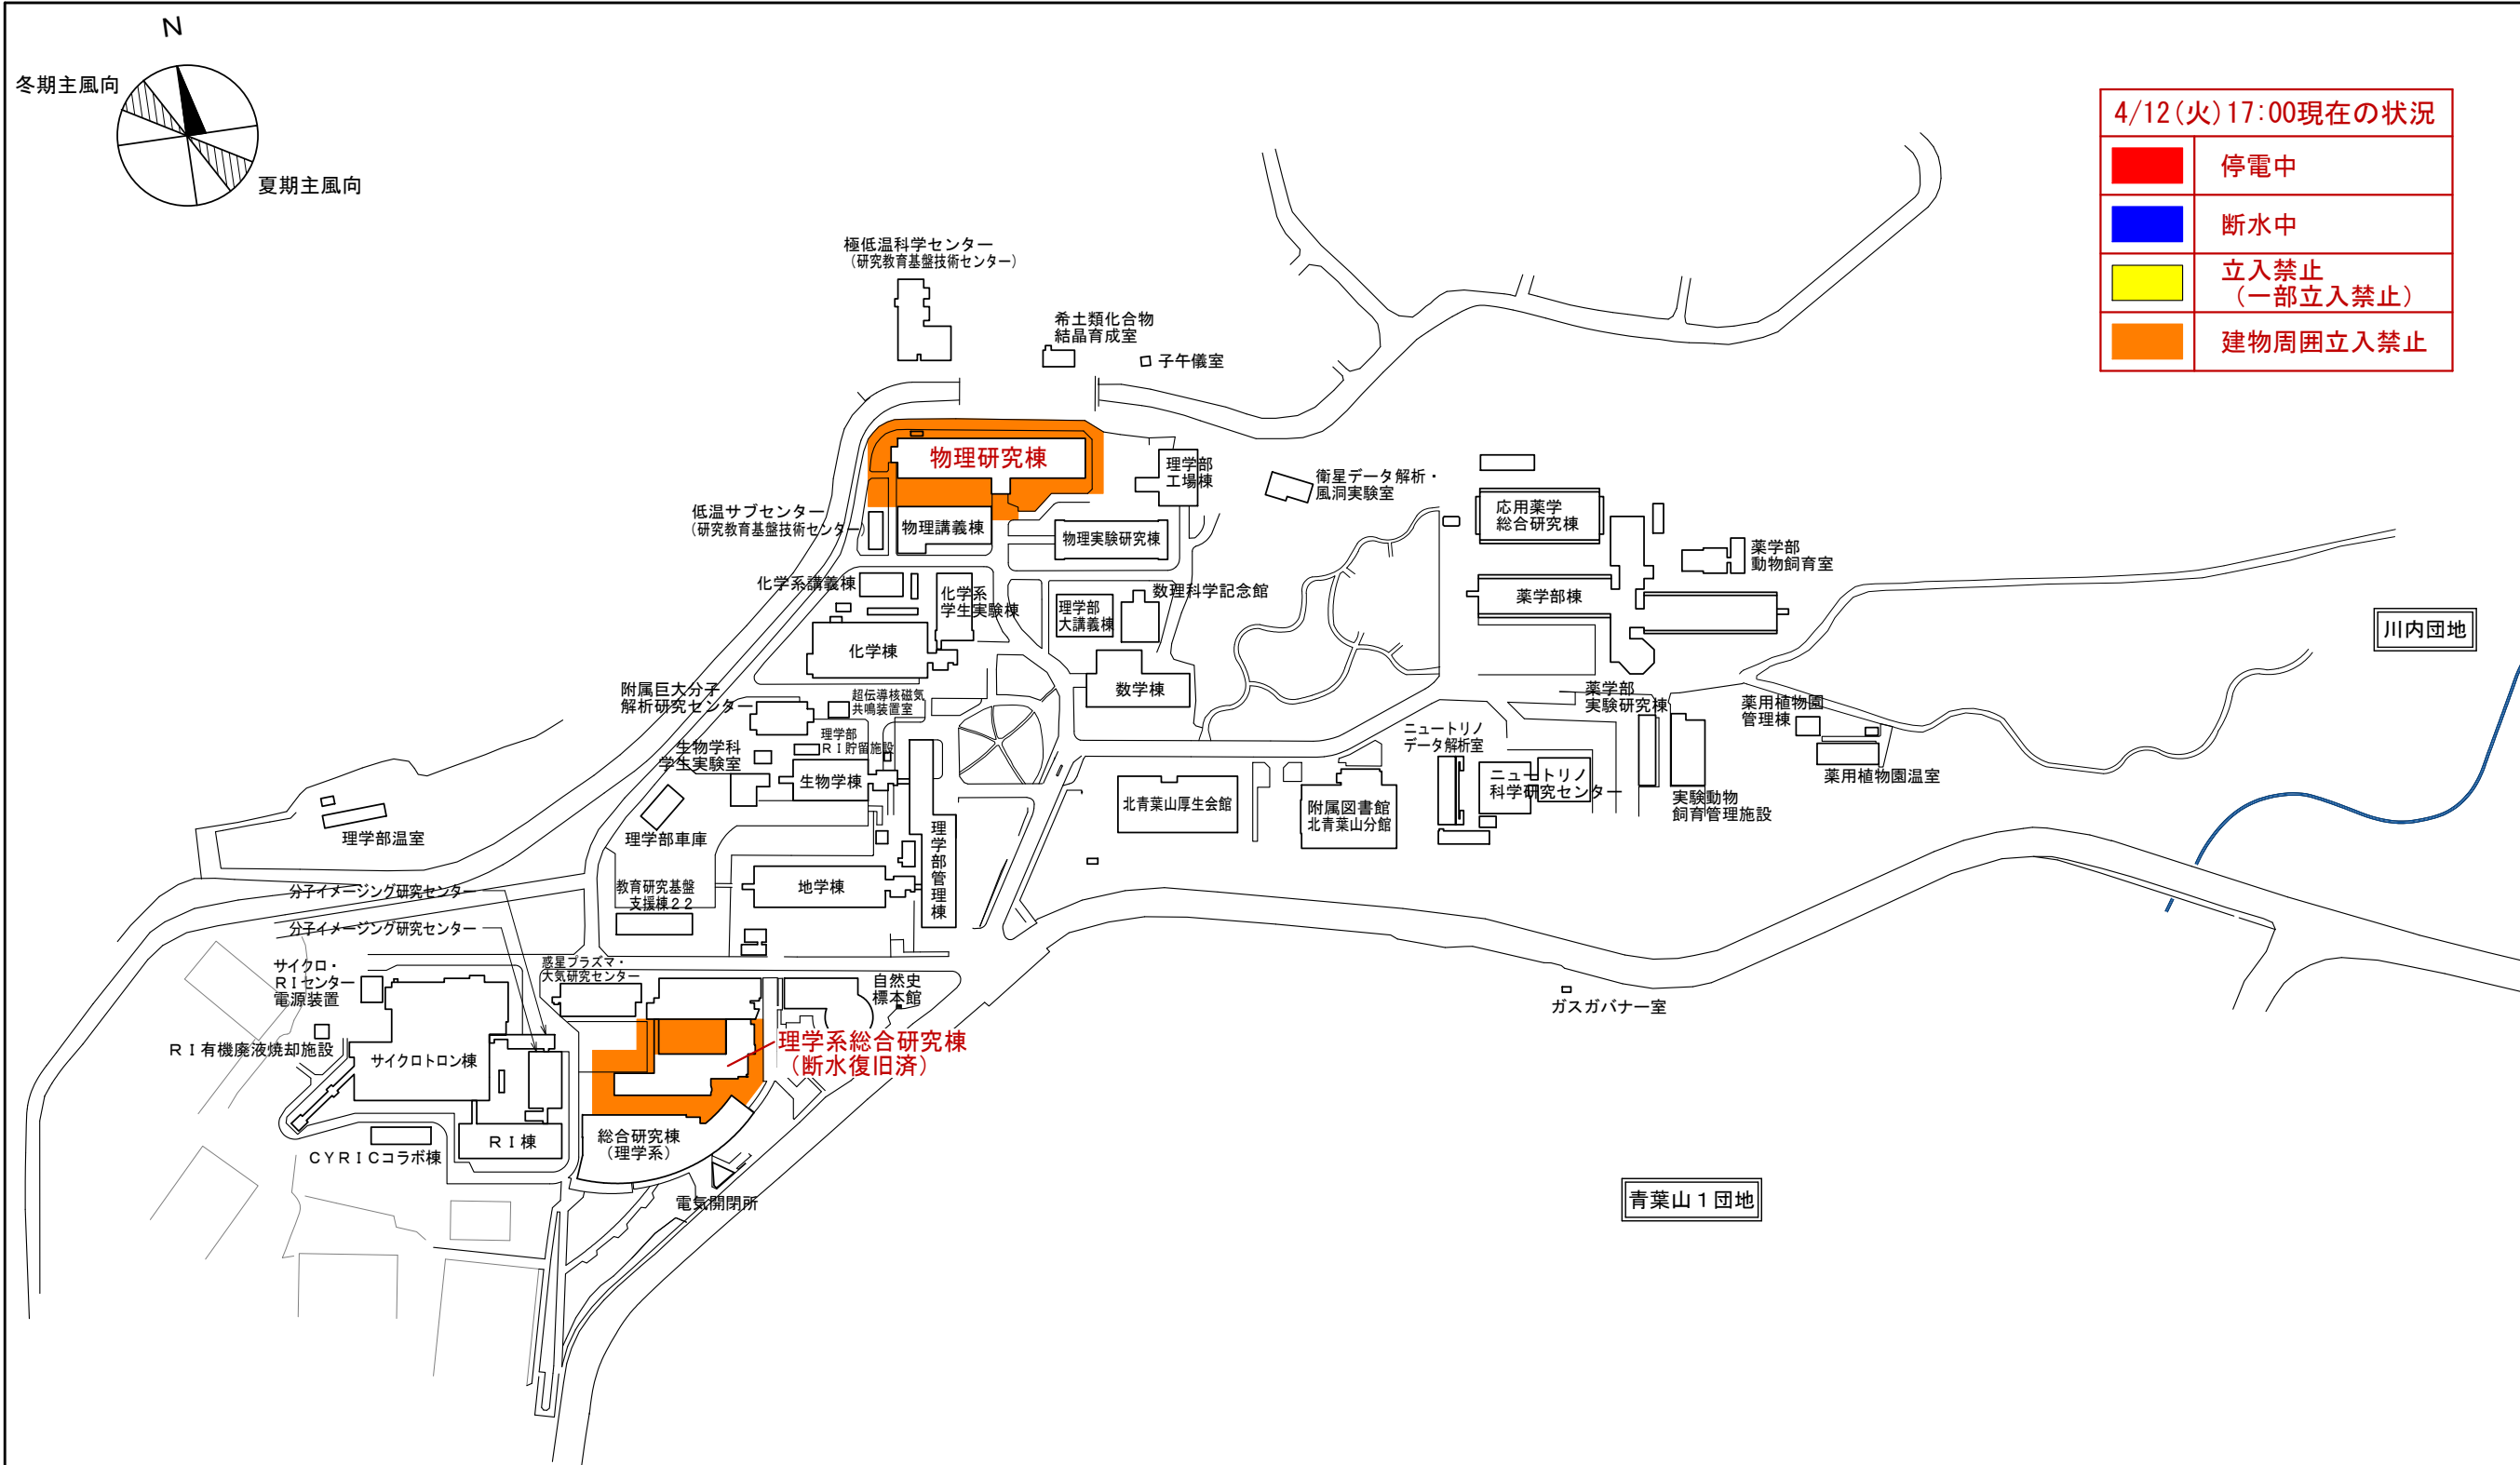 N
冬期主風向
夏期主風向
4/12(火)17:00現在の状況
停電中
断水中
立入禁止
（一部立入禁止）
建物周囲立入禁止
極低温科学センター
（研究教育基盤技術センター）
希土類化合物
結晶育成室
子午儀室
物理研究棟
理学部
工場棟
衛星データ解析・
風洞実験室
低温サブセンター
（研究教育基盤技術センター）
物理講義棟
物理実験研究棟
応用薬学
総合研究棟
薬学部
動物飼育室
化学系講義棟
化学系
学生実験棟
理学部
大講義棟
数理科学記念館
薬学部棟
川内団地
化学棟
数学棟
附属巨大分子
解析研究センター
超伝導核磁気
共鳴装置室
薬学部
実験研究棟
薬用植物園
管理棟
理学部
ＲＩ貯留施設
生物学科
学生実験室
生物学棟
ニュートリノ
データ解析室
ニュートリノ
科学研究センター
薬用植物園温室
北青葉山厚生会館
附属図書館
北青葉山分館
実験動物
飼育管理施設
理学部温室
理学部車庫
理学部管理棟
分子イメージング研究センター
教育研究基盤
支援棟２２
地学棟
分子イメージング研究センター
サイクロ・
ＲＩセンター
電源装置
惑星プラズマ・
大気研究センター
自然史
標本館
ガスガバナー室
ＲＩ有機廃液焼却施設
サイクロトロン棟
理学系総合研究棟
（断水復旧済）
ＲＩ棟
総合研究棟
（理学系）
ＣＹＲＩＣコラボ棟
電気開閉所
青葉山１団地